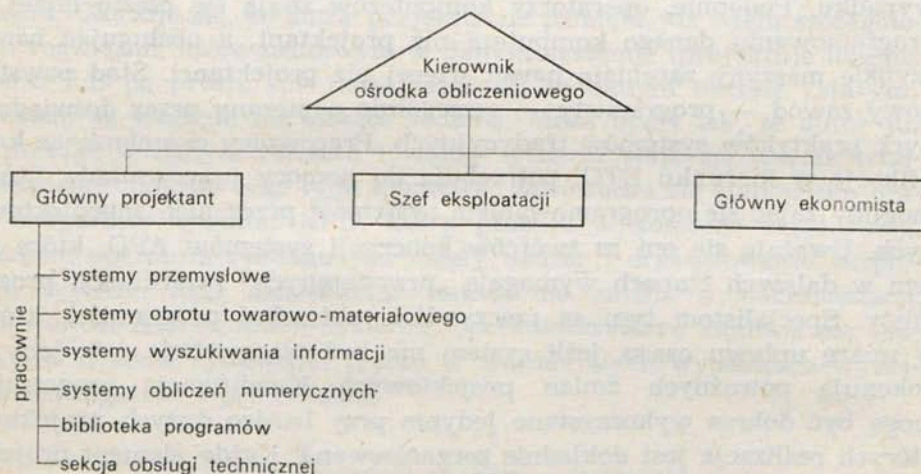 Kierownik
ośrodka obliczeniowego
Główny projektant
Szef eksploatacji
Główny ekonomista
pracownie
systemy przemysłowe
systemy obrotu towarowo-materiałowego
systemy wyszukiwania informacji
systemy obliczeń numerycznych
biblioteka programów
sekcja obsługi technicznej